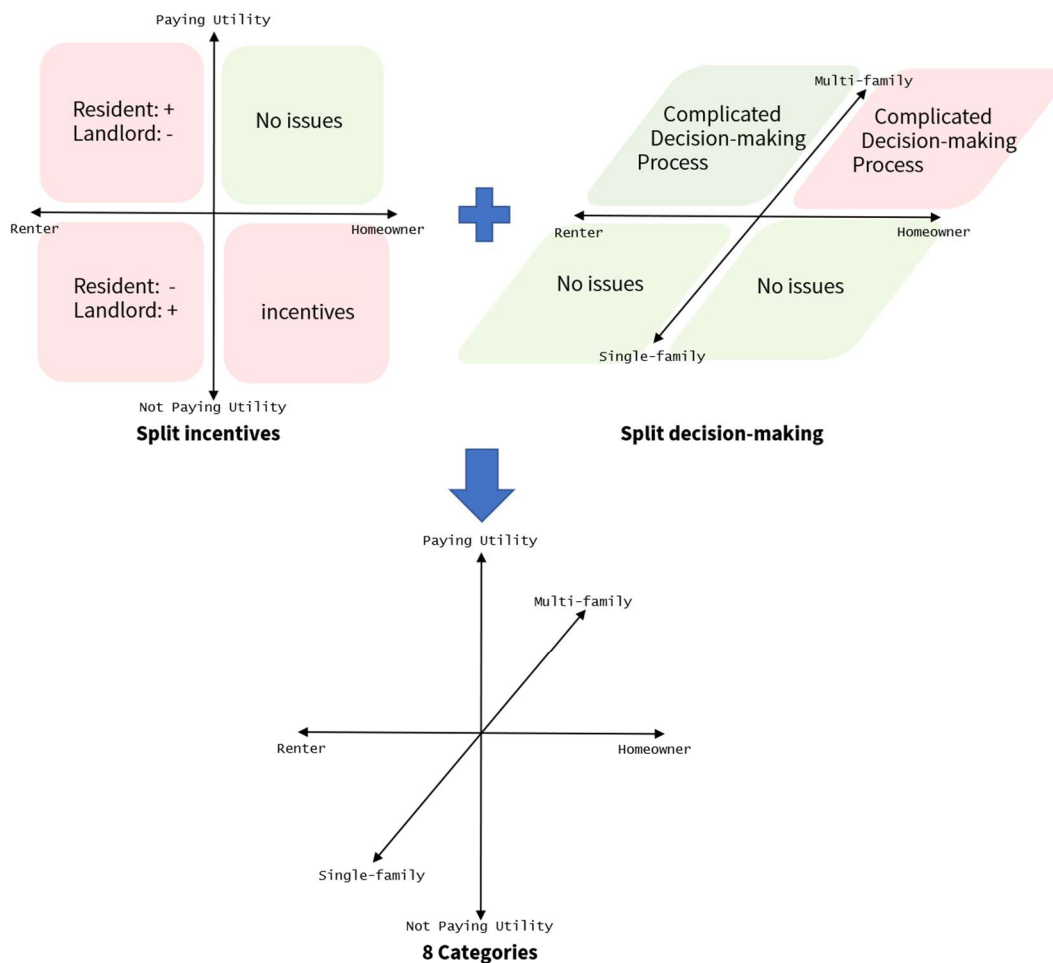 Paying Utility
Resident: +
Landlord: -
No issues
Renter
Homeowner
Resident: -
Landlord: +
incentives
Not Paying Utility
Split incentives
Multi-family
Complicated
Decision-making
Process
Complicated
Decision-making
Process
Renter
Homeowner
No issues
No issues
Single-family
Split decision-making
Paying Utility
Multi-family
Renter
Homeowner
Single-family
Not Paying Utility
8 Categories